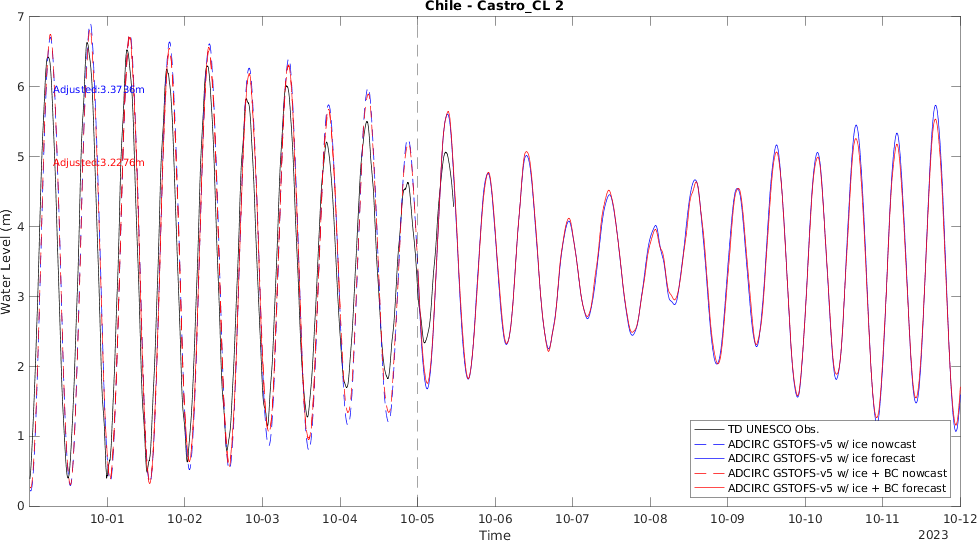 Chile - Castro_CL 2
7
6
5
4
3
2
1
0
Water Level (m)
Adjusted:3.3736m
Adjusted:3.2276m
TD UNESCO Obs.
ADCIRC GSTOFS-v5 w/ ice nowcast
ADCIRC GSTOFS-v5 w/ ice forecast
ADCIRC GSTOFS-v5 w/ ice + BC nowcast
ADCIRC GSTOFS-v5 w/ ice + BC forecast
10-01 10-02 10-03 10-04 10-05 10-06 10-07 10-08 10-09 10-10 10-11 10-12
Time
2023